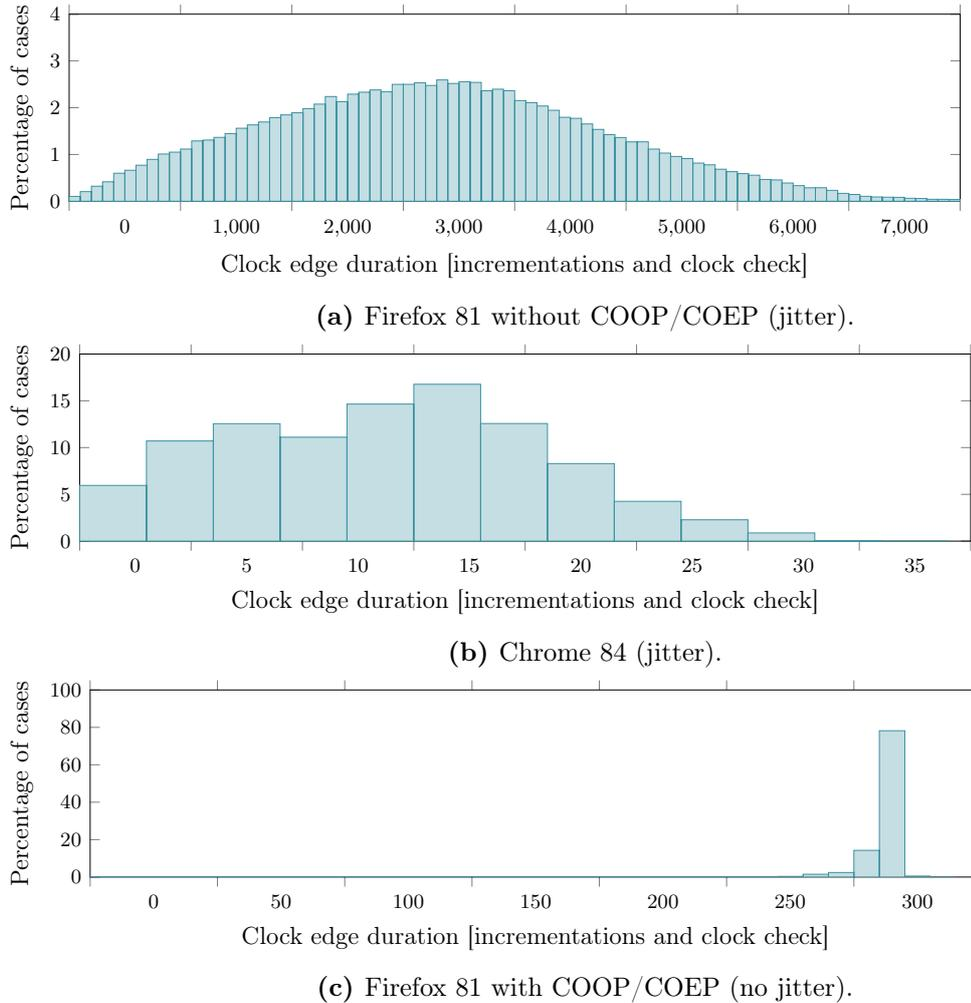 4
3
2
1
0
Percentage of cases
0 1,000 2,000 3,000 4,000 5,000 6,000 7,000
Clock edge duration [incrementations and clock check]
(a) Firefox 81 without COOP/COEP (jitter).
20
15
10
5
0
Percentage of cases
0 5 10 15 20 25 30 35
Clock edge duration [incrementations and clock check]
(b) Chrome 84 (jitter).
100
80
60
40
20
0
Percentage of cases
0 50 100 150 200 250 300
Clock edge duration [incrementations and clock check]
(c) Firefox 81 with COOP/COEP (no jitter).